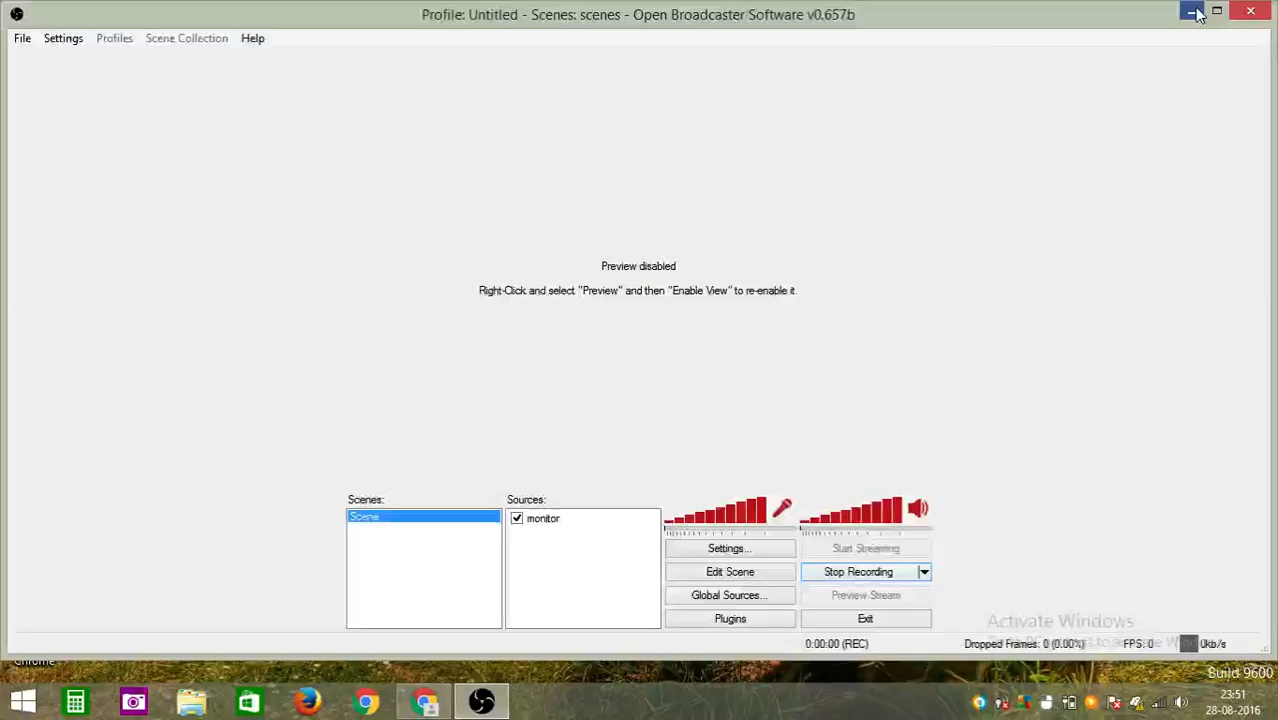 Profile: Untitled - Scenes: scenes - Open Broadcaster Software v0.657b
File Settings Profiles Scene Collection Help
Preview disabled
Right-Click and select "Preview" and then "Enable View" to re-enable it.
Scenes:
Sources:
Scene
monitor
Settings...
Start Streaming
Edit Scene
Stop Recording
Global Sources...
Preview Stream
Plugins
Exit
Activate Windows
0:00:00 (REC)
Dropped Frames: 0 (0.00%)
FPS: 0
0kb/s
Chrome
Build 9600
23:51
28-08-2016